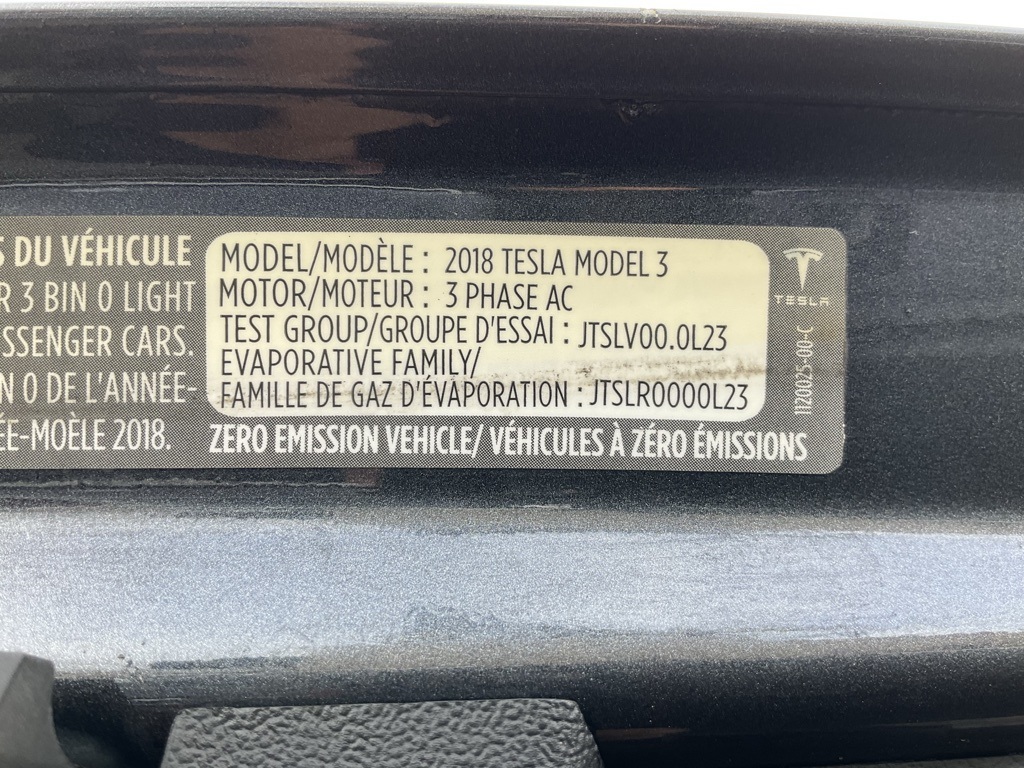 S DU VÉHICULE
R 3 BIN 0 LIGHT
SSENGER CARS.
N 0 DE L'ANNÉE-
ÉE-MOÈLE 2018.
MODEL/MODÈLE : 2018 TESLA MODEL 3
MOTOR/MOTEUR : 3 PHASE AC
TEST GROUP/GROUPE D'ESSAI : JTSLV00.0L23
EVAPORATIVE FAMILY/
FAMILLE DE GAZ D'ÉVAPORATION : JTSLR0000L23
ZERO EMISSION VEHICLE/ VÉHICULES À ZÉRO ÉMISSIONS
TESLA
1120025-00-C